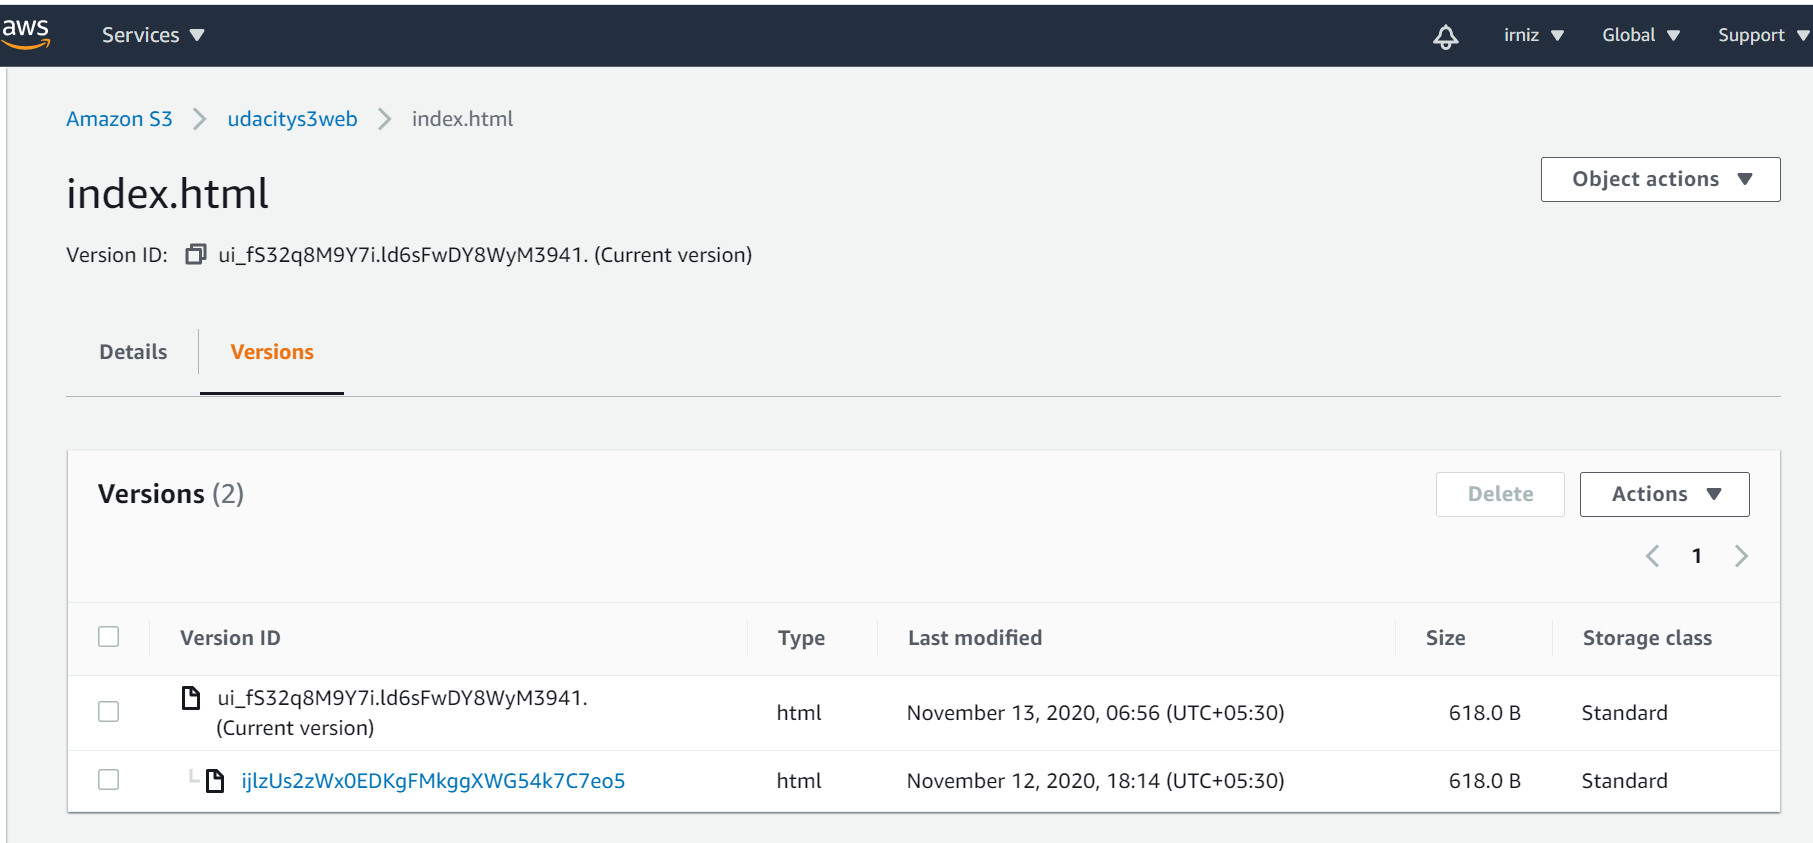 aws Services irniz Global Support
Amazon S3 udacitys3web index.html
index.html
Object actions
Version ID: ui_fS32q8M9Y7i.ld6sFwDY8WyM3941. (Current version)
Details Versions
Versions (2)
Delete Actions
1
Version ID Type Last modified Size Storage class
ui_fS32q8M9Y7i.ld6sFwDY8WyM3941.
(Current version) html November 13, 2020, 06:56 (UTC+05:30) 618.0 B Standard
ijlzUs2zWx0EDKgFMkggXWG54k7C7eo5 html November 12, 2020, 18:14 (UTC+05:30) 618.0 B Standard